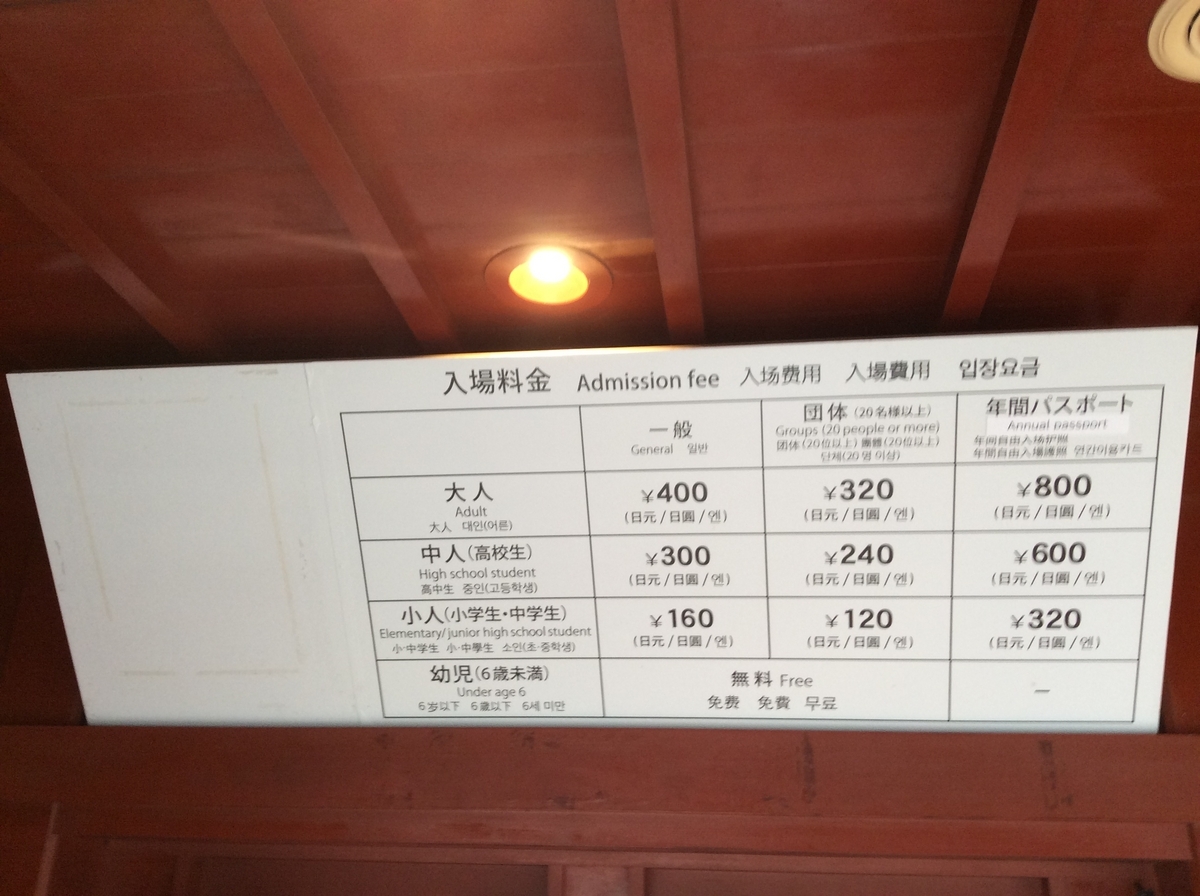 入場料金 Admission fee 入场费用 入場費用 입장요금
一般
General 일반
団体 (20名様以上)
Groups (20 people or more)
団体 (20位以上) 團體 (20位以上)
단체(20명 이상)
年間パスポート
Annual passport
年间自由入场护照
年間自由入場護照 연간이용카드
大人
Adult
大人 대인(어른)
¥400
(日元 / 日圓 / 엔)
¥320
(日元 / 日圓 / 엔)
¥800
(日元 / 日圓 / 엔)
中人(高校生)
High school student
高中生 중인(고등학생)
¥300
(日元 / 日圓 / 엔)
¥240
(日元 / 日圓 / 엔)
¥600
(日元 / 日圓 / 엔)
小人(小学生・中学生)
Elementary/junior high school student
小·中学生 小·中學生 소인(초·중학생)
¥160
(日元 / 日圓 / 엔)
¥120
(日元 / 日圓 / 엔)
¥320
(日元 / 日圓 / 엔)
幼児(6歳未満)
Under age 6
6岁以下 6歲以下 6세 미만
無料 Free
免费 免費 무료
—